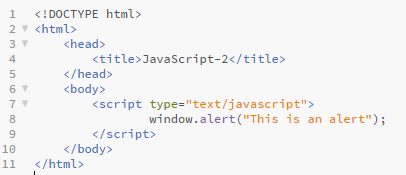 1 <!DOCTYPE html>
2 <html>
3     <head>
4         <title>JavaScript-2</title>
5     </head>
6     <body>
7         <script type="text/javascript">
8                 window.alert("This is an alert");
9         </script>
10     </body>
11 </html>